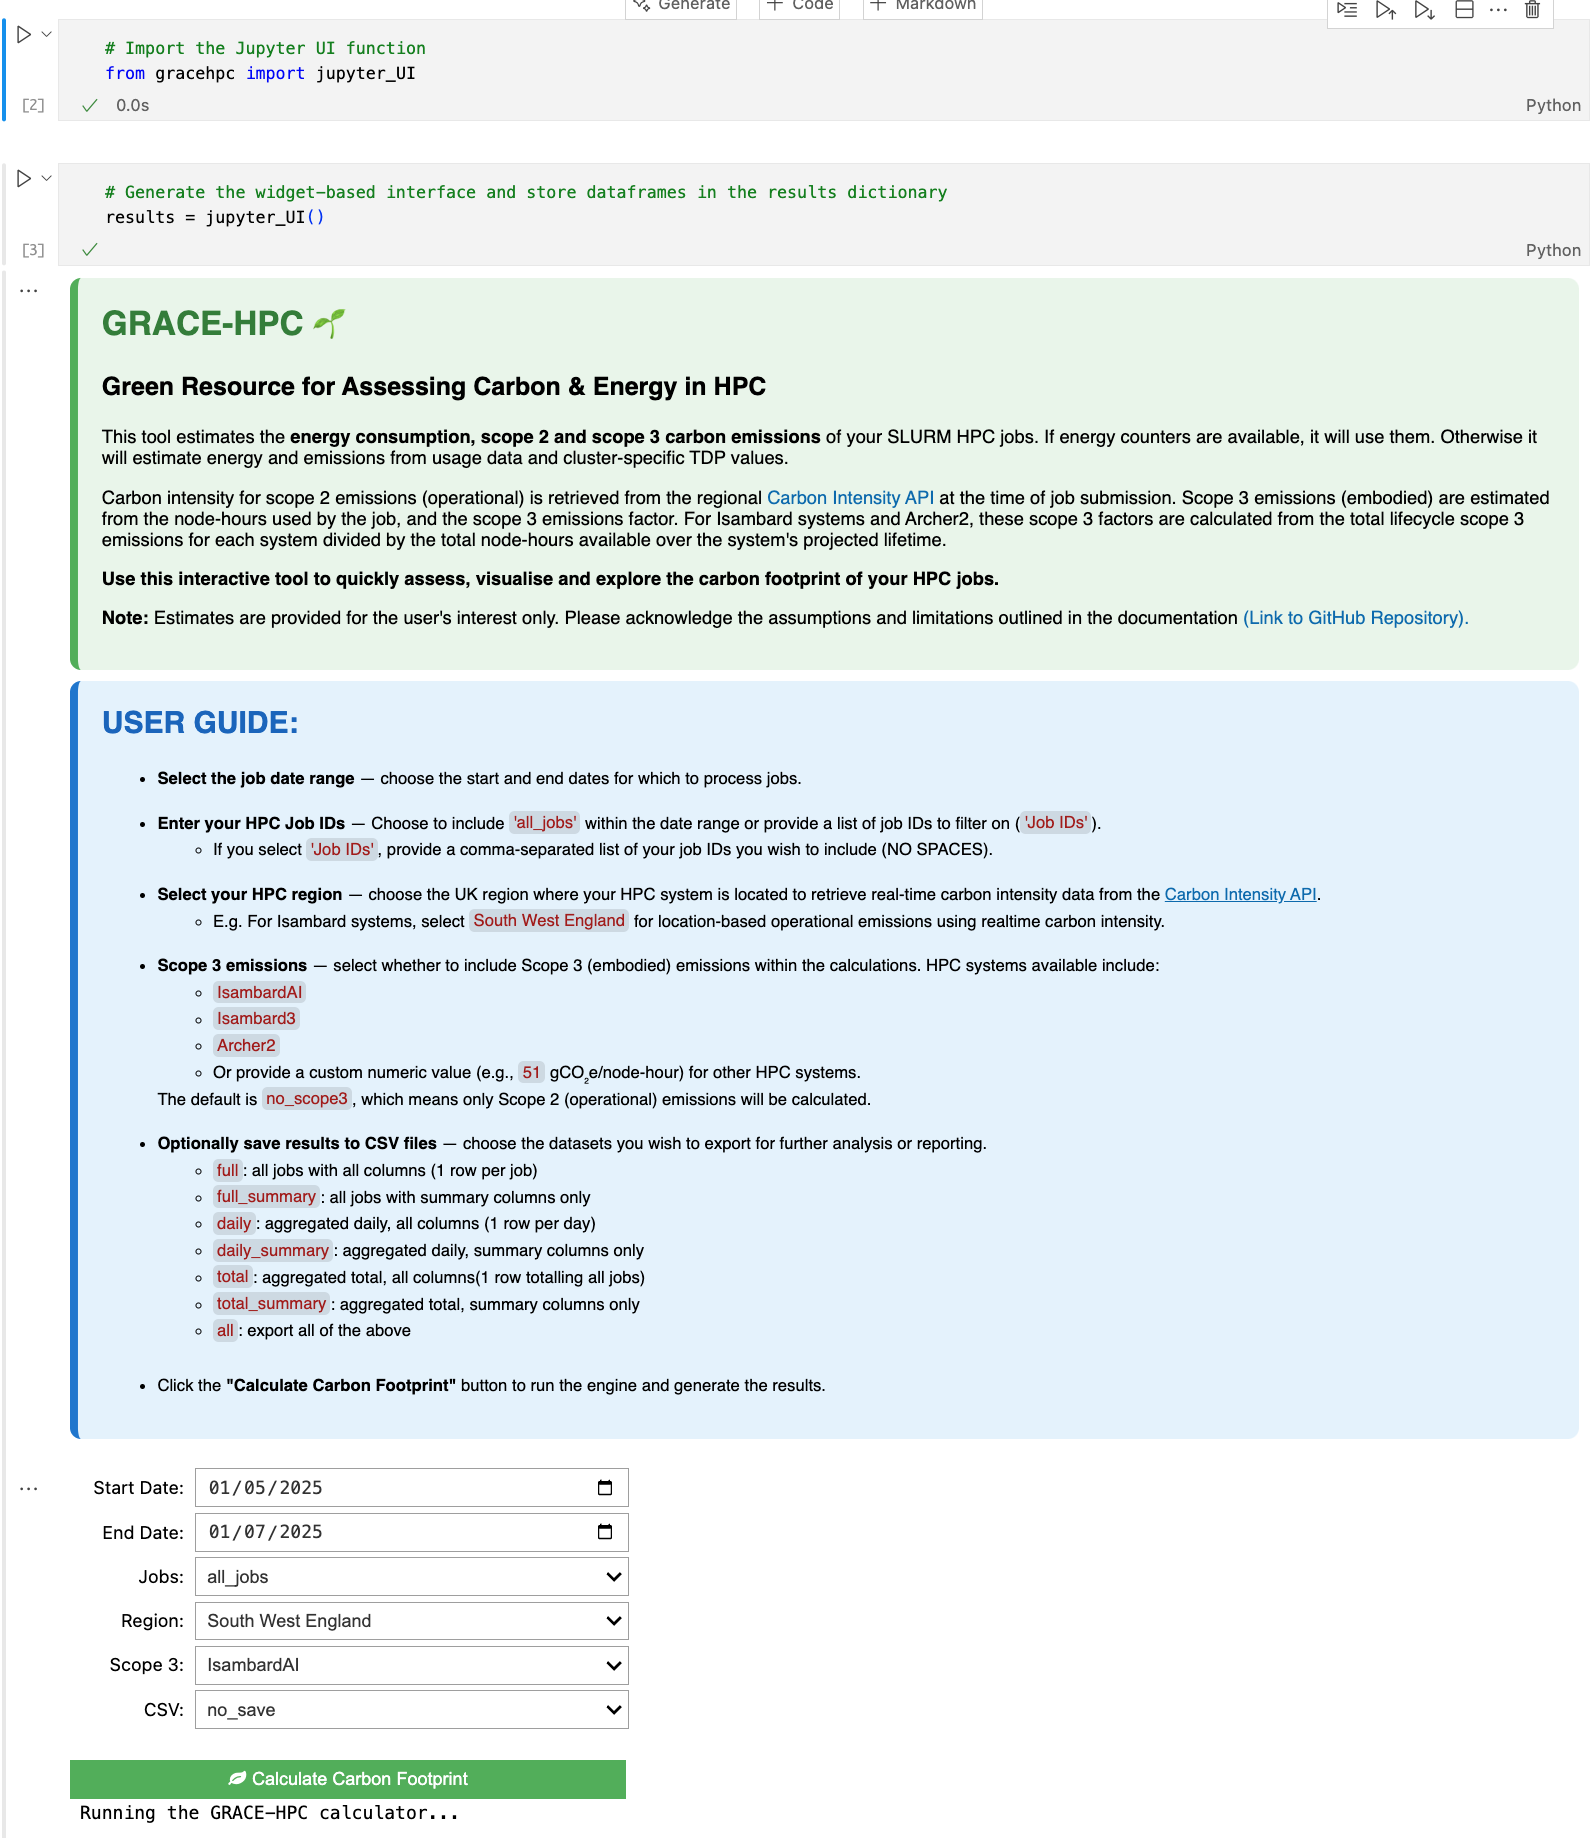 Generate
Code
Markdown
# Import the Jupyter UI function
from gracehpc import jupyter_UI
[2]
0.0s
Python
# Generate the widget-based interface and store dataframes in the results dictionary
results = jupyter_UI()
[3]
Python
GRACE-HPC
Green Resource for Assessing Carbon & Energy in HPC
This tool estimates the energy consumption, scope 2 and scope 3 carbon emissions of your SLURM HPC jobs. If energy counters are available, it will use them. Otherwise it
will estimate energy and emissions from usage data and cluster-specific TDP values.
Carbon intensity for scope 2 emissions (operational) is retrieved from the regional Carbon Intensity API at the time of job submission. Scope 3 emissions (embodied) are estimated
from the node-hours used by the job, and the scope 3 emissions factor. For Isambard systems and Archer2, these scope 3 factors are calculated from the total lifecycle scope 3
emissions for each system divided by the total node-hours available over the system's projected lifetime.
Use this interactive tool to quickly assess, visualise and explore the carbon footprint of your HPC jobs.
Note: Estimates are provided for the user's interest only. Please acknowledge the assumptions and limitations outlined in the documentation (Link to GitHub Repository).
USER GUIDE:
• Select the job date range — choose the start and end dates for which to process jobs.
• Enter your HPC Job IDs — Choose to include 'all_jobs' within the date range or provide a list of job IDs to filter on ('Job IDs').
◦ If you select 'Job IDs', provide a comma-separated list of your job IDs you wish to include (NO SPACES).
• Select your HPC region — choose the UK region where your HPC system is located to retrieve real-time carbon intensity data from the Carbon Intensity API.
◦ E.g. For Isambard systems, select South West England for location-based operational emissions using realtime carbon intensity.
• Scope 3 emissions — select whether to include Scope 3 (embodied) emissions within the calculations. HPC systems available include:
◦ IsambardAI
◦ Isambard3
◦ Archer2
◦ Or provide a custom numeric value (e.g., 51 gCO₂e/node-hour) for other HPC systems.
The default is no_scope3, which means only Scope 2 (operational) emissions will be calculated.
• Optionally save results to CSV files — choose the datasets you wish to export for further analysis or reporting.
◦ full: all jobs with all columns (1 row per job)
◦ full_summary: all jobs with summary columns only
◦ daily: aggregated daily, all columns (1 row per day)
◦ daily_summary: aggregated daily, summary columns only
◦ total: aggregated total, all columns(1 row totalling all jobs)
◦ total_summary: aggregated total, summary columns only
◦ all: export all of the above
• Click the "Calculate Carbon Footprint" button to run the engine and generate the results.
Start Date: 01/05/2025
End Date: 01/07/2025
Jobs: all_jobs
Region: South West England
Scope 3: IsambardAI
CSV: no_save
Calculate Carbon Footprint
Running the GRACE-HPC calculator...